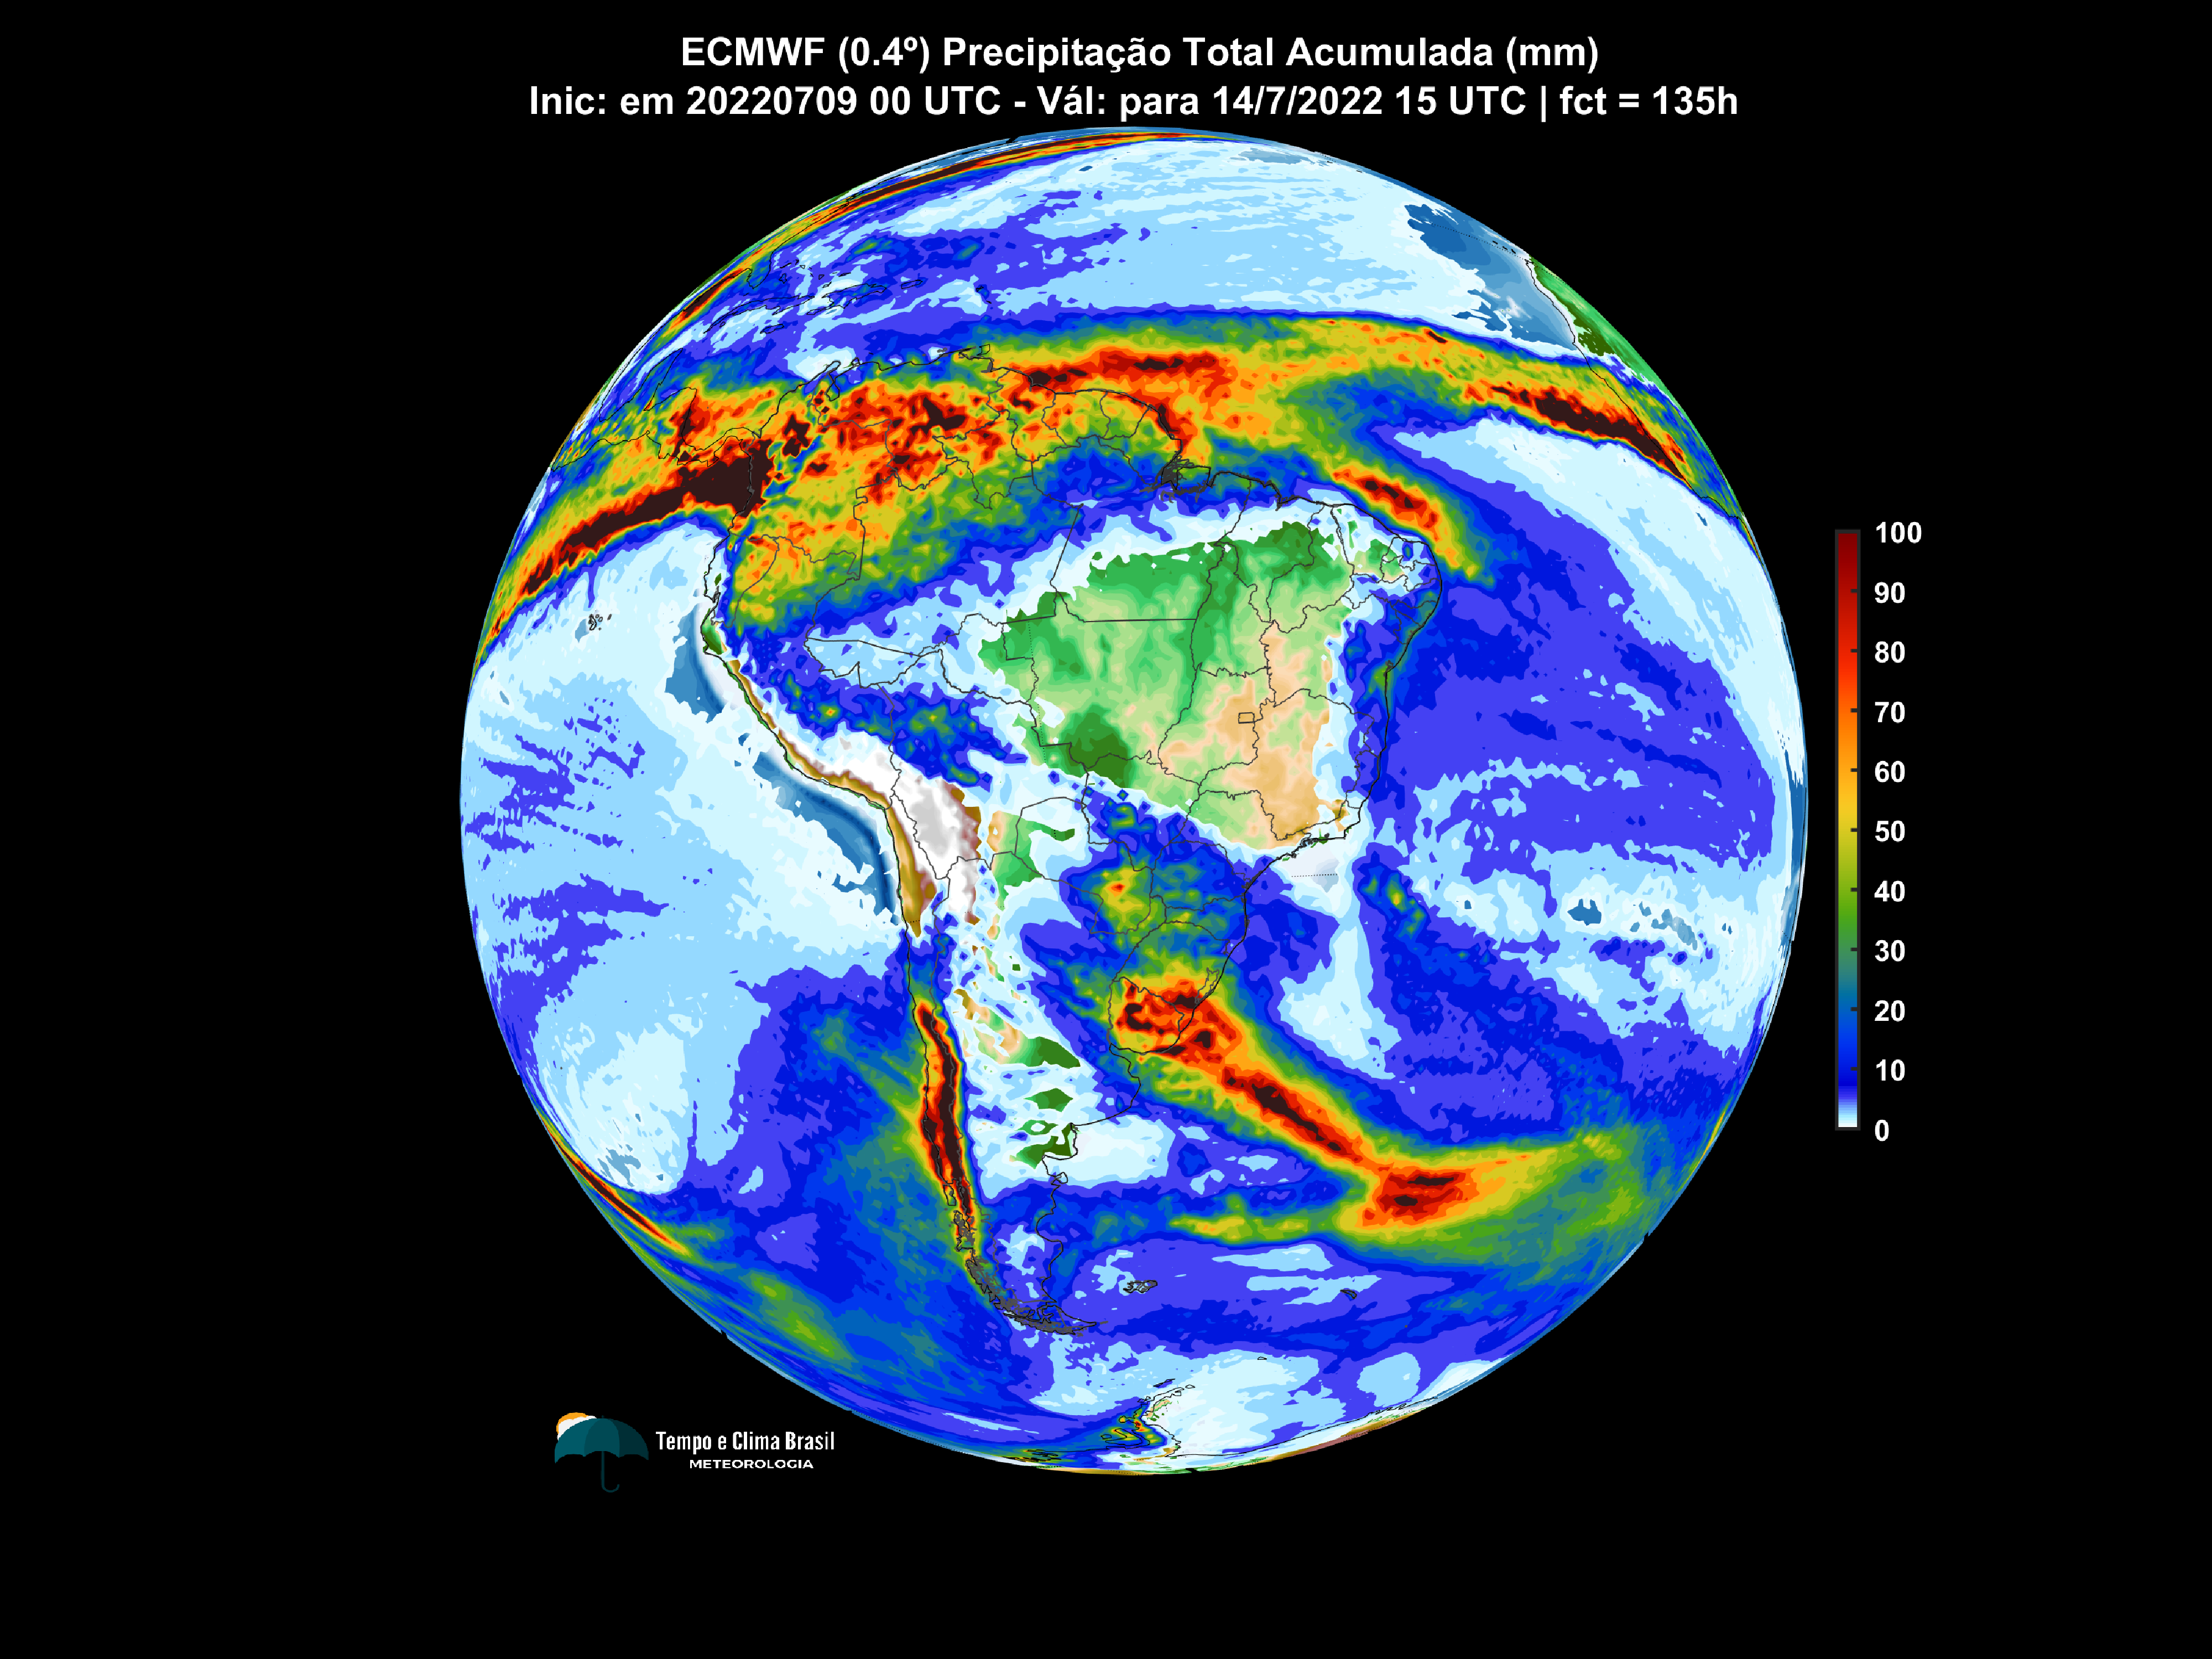 ECMWF (0.4º) Precipitação Total Acumulada (mm)
Inic: em 20220709 00 UTC - Vál: para 14/7/2022 15 UTC | fct = 135h
100
90
80
70
60
50
40
30
20
10
0
Tempo e Clima Brasil
METEOROLOGIA